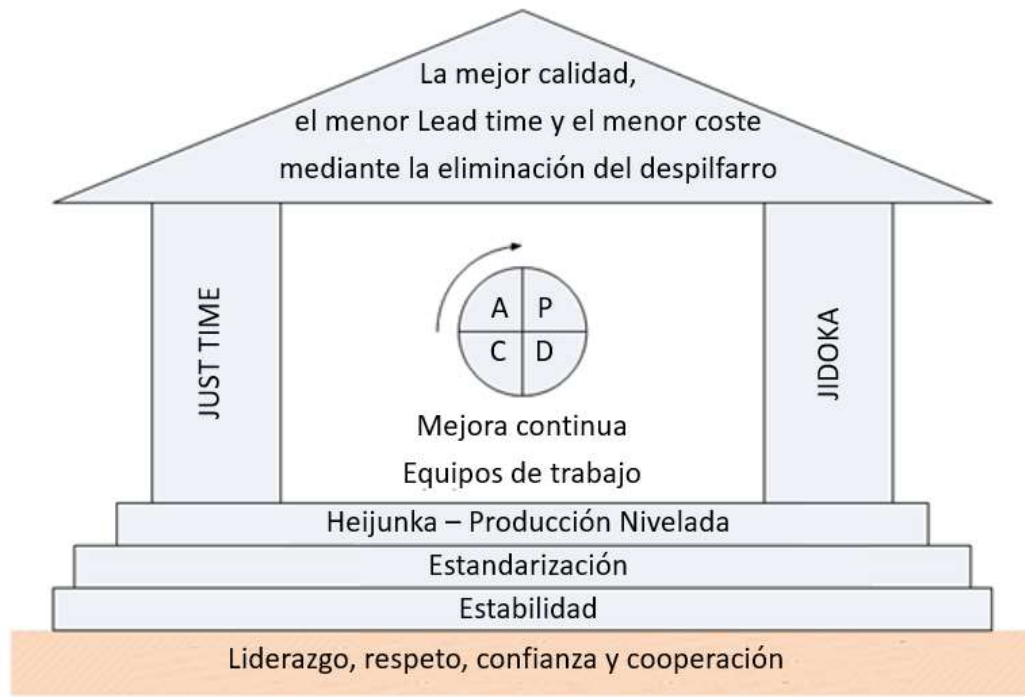 La mejor calidad,
el menor Lead time y el menor coste
mediante la eliminación del despilfarro
JUST TIME
A P
C D
JIDOKA
Mejora continua
Equipos de trabajo
Heijunka – Producción Nivelada
Estandarización
Estabilidad
Liderazgo, respeto, confianza y cooperación